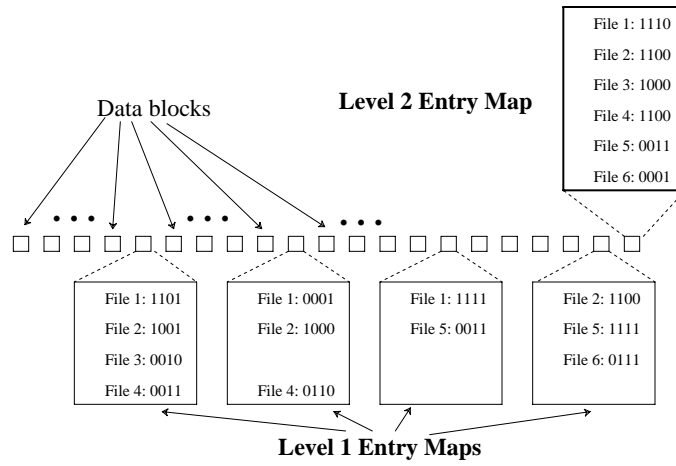 File 1: 1110
File 2: 1100
File 3: 1000
File 4: 1100
File 5: 0011
File 6: 0001
Level 2 Entry Map
Data blocks
File 1: 1101
File 2: 1001
File 3: 0010
File 4: 0011
File 1: 0001
File 2: 1000
File 4: 0110
File 1: 1111
File 5: 0011
File 2: 1100
File 5: 1111
File 6: 0111
Level 1 Entry Maps